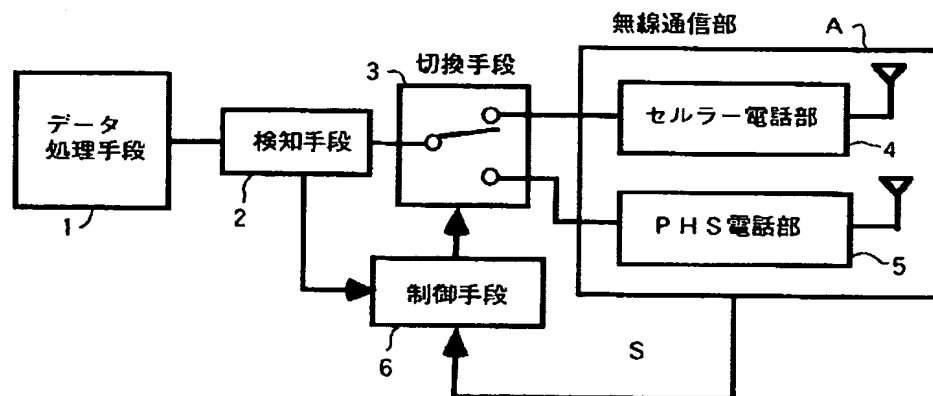 無線通信部
A
3
切換手段
データ
処理手段
1
検知手段
2
セルラー電話部
4
PHS電話部
5
制御手段
6
S